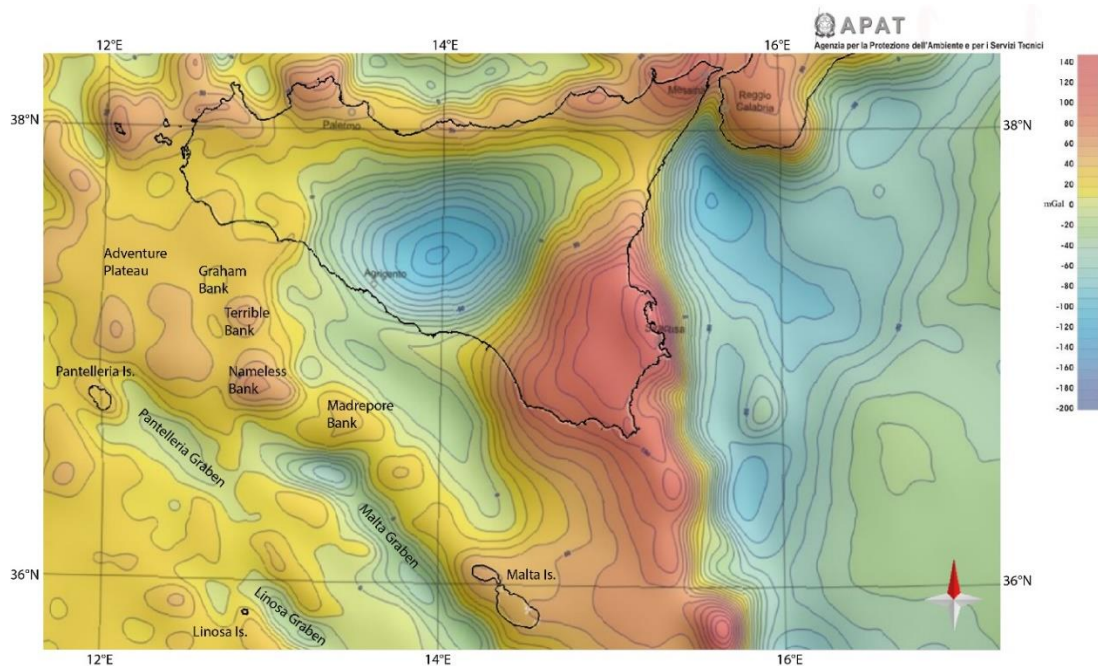 APAT
Agenzia per la Protezione dell'Ambiente e per i Servizi Tecnici
12°E
14°E
16°E
140
120
100
80
60
40
20
mGal 0
-20
-40
-60
-80
-100
-120
-140
-160
-180
-200
38°N
38°N
Messina
Reggio
Calabria
Palermo
Adventure
Plateau
Graham
Bank
Agrigento
Terrible
Bank
Pantelleria Is.
Nameless
Bank
Madrepore
Bank
Pantelleria Graben
Malta Graben
36°N
36°N
Malta Is.
Linosa Graben
Linosa Is.
12°E
14°E
16°E